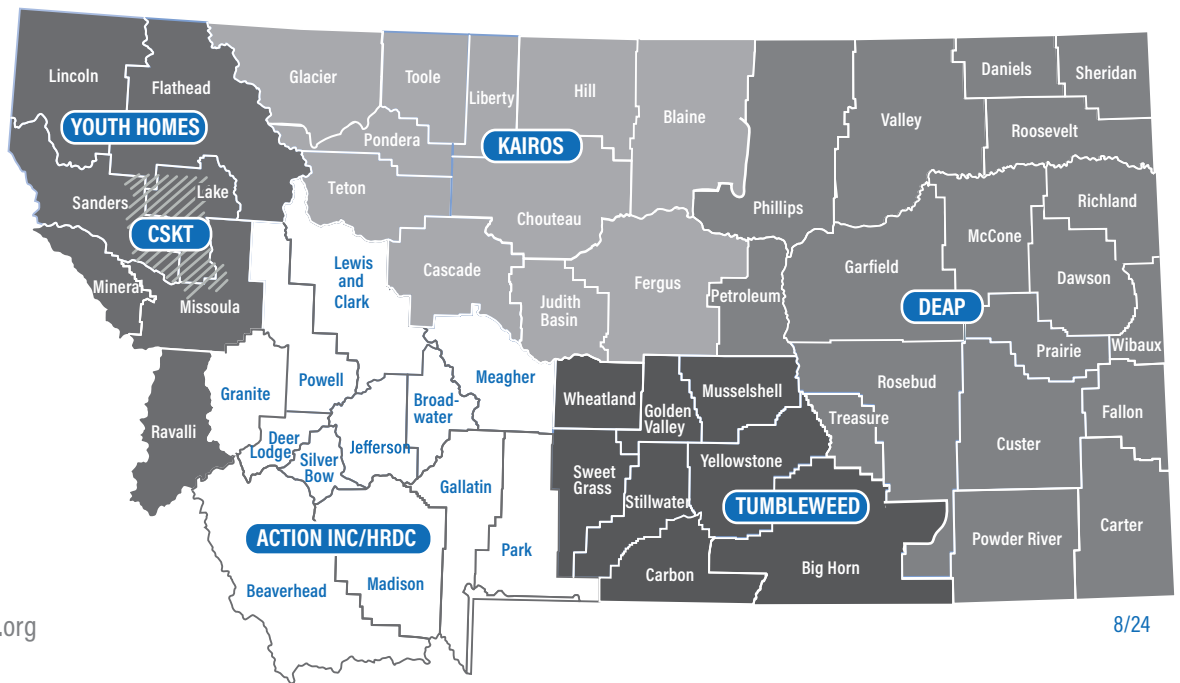 Lincoln
Flathead
YOUTH HOMES
Sanders
Lake
CSKT
Mineral
Missoula
Ravalli
Glacier
Toole
Liberty
Hill
Blaine
Pondera
KAIROS
Teton
Chouteau
Cascade
Judith
Basin
Fergus
Phillips
Valley
Daniels
Sheridan
Roosevelt
Richland
McCone
Garfield
Dawson
Petroleum
DEAP
Prairie
Wibaux
Rosebud
Treasure
Custer
Fallon
Powder River
Carter
Lewis
and
Clark
Powell
Granite
Deer
Lodge
Silver
Bow
Jefferson
Broad-
water
Meagher
Gallatin
Park
ACTION INC/HRDC
Beaverhead
Madison
Wheatland
Golden
Valley
Musselshell
Sweet
Grass
Stillwater
Yellowstone
TUMBLEWEED
Carbon
Big Horn
.org
8/24